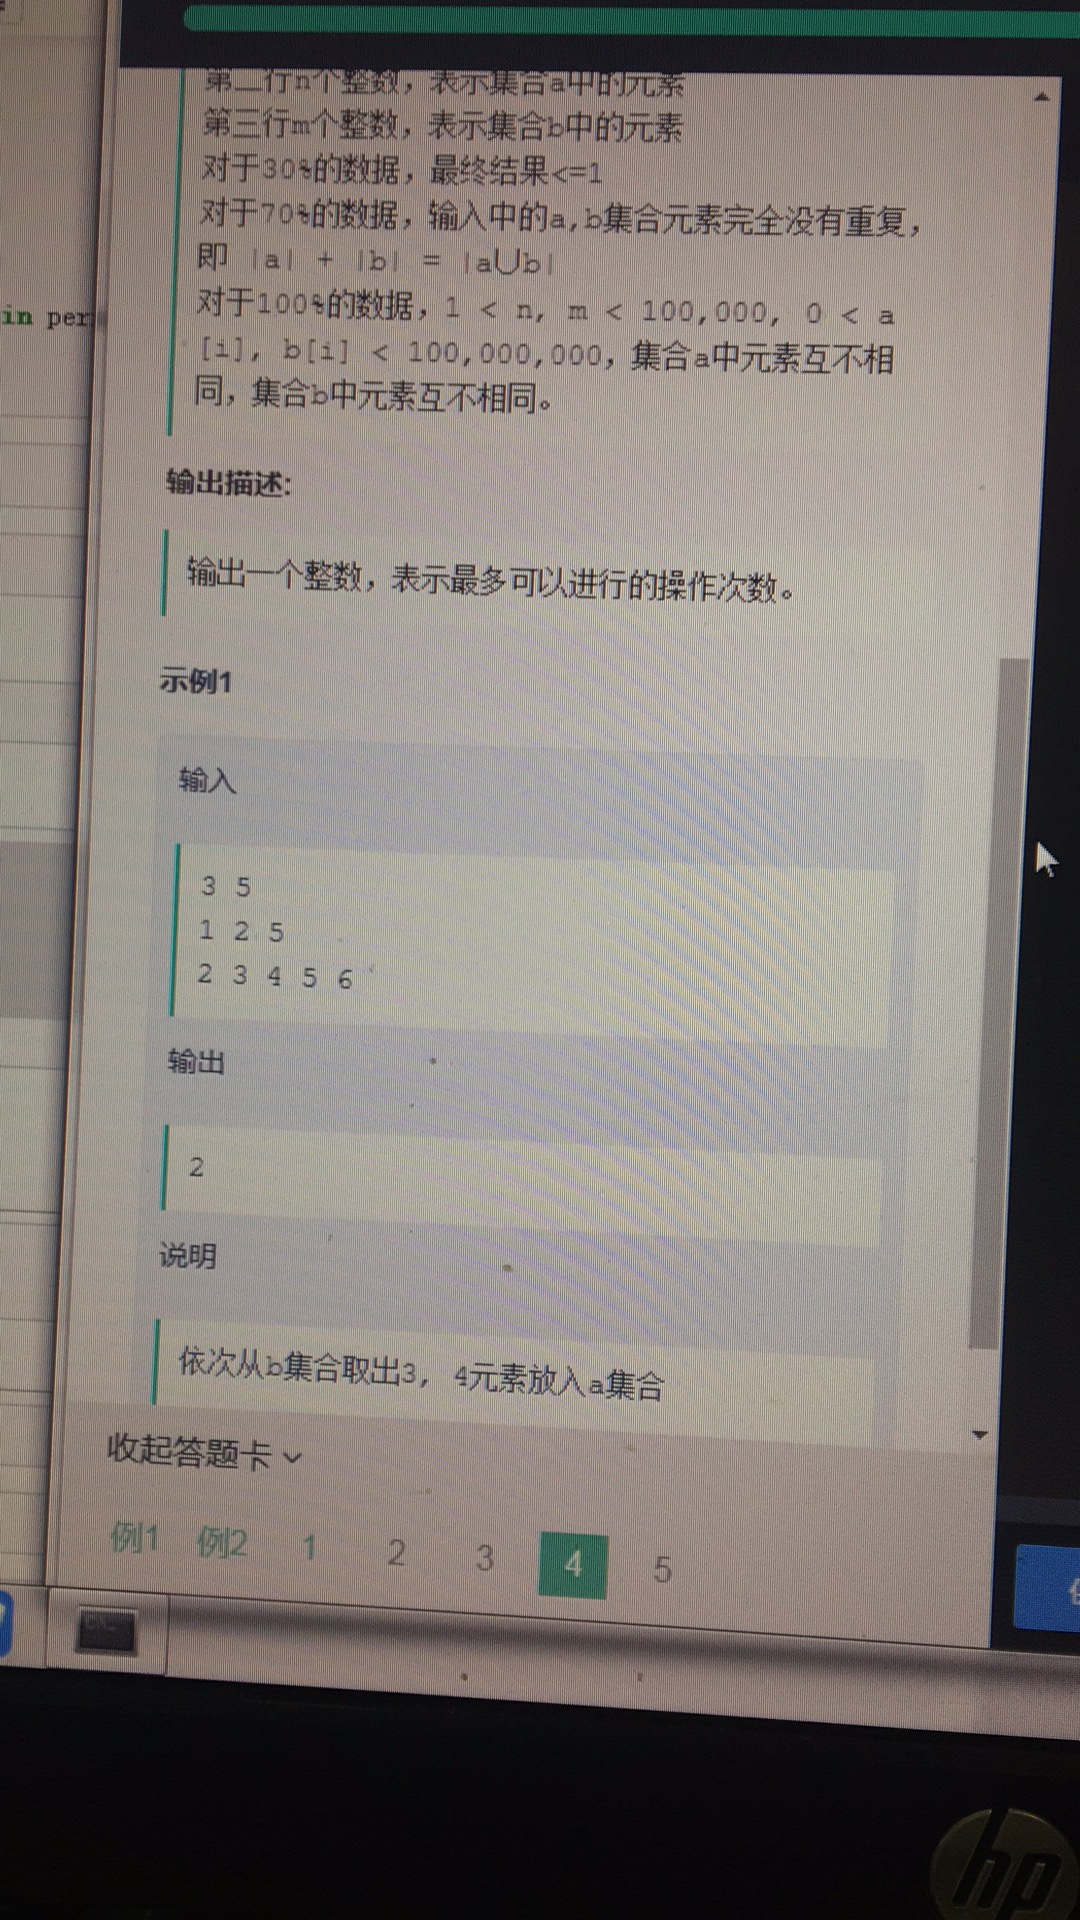 第二行n个整数，表示集合a中的元素
第三行m个整数，表示集合b中的元素
对于30%的数据，最终结果<=1
对于70%的数据，输入中的a,b集合元素完全没有重复，
即 |a| + |b| = |a∪b|
in per
对于100%的数据，1 < n, m < 100,000, 0 < a
[i], b[i] < 100,000,000，集合a中元素互不相
同，集合b中元素互不相同。
输出描述:
输出一个整数，表示最多可以进行的操作次数。
示例1
输入
3 5
1 2 5
2 3 4 5 6
输出
2
说明
依次从b集合取出3, 4元素放入a集合
收起答题卡
例1 例2 1 2 3 4 5
hp